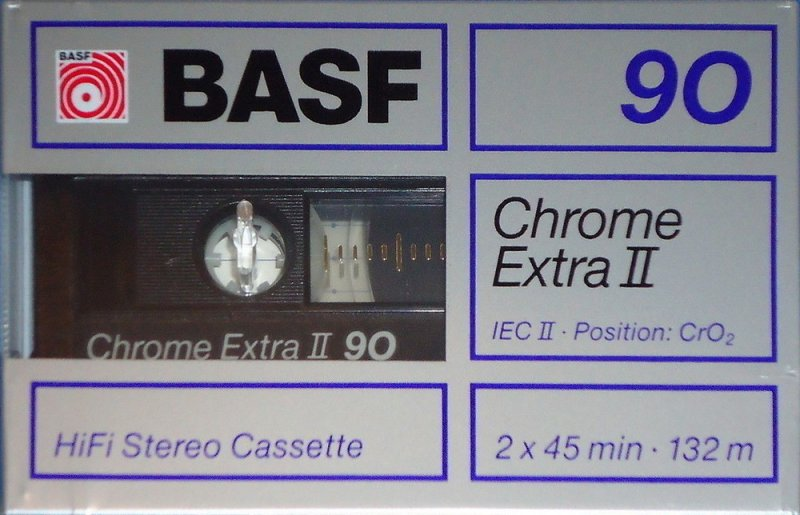 BASF
BASF
90
Chrome
Extra II
IEC II · Position: CrO₂
Chrome Extra II 90
HiFi Stereo Cassette
2 x 45 min · 132 m